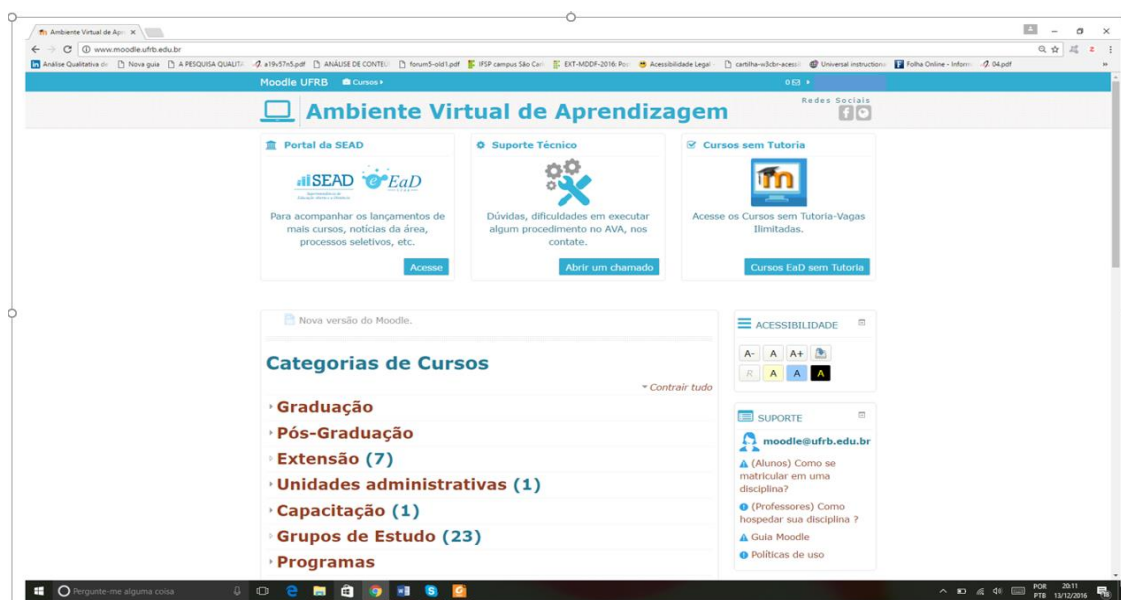 Ambiente Virtual de Apr
www.moodle.ufrb.edu.br
Análise Qualitativa de
Nova guia
A PESQUISA QUALITA
a19v57n5.pdf
ANÁLISE DE CONTEÚ
forum5-old1.pdf
IFSP campus São Carl
EXT-MDDF-2016: Pos
Acessibilidade Legal -
cartilha-w3cbr-acessib
Universal instructiona
Folha Online - Inform
04.pdf
Moodle UFRB
Cursos
0
Ambiente Virtual de Aprendizagem
Redes Sociais
Portal da SEAD
SEAD
EaD
Para acompanhar os lançamentos de
mais cursos, notícias da área,
processos seletivos, etc.
Acesse
Suporte Técnico
Dúvidas, dificuldades em executar
algum procedimento no AVA, nos
contate.
Abrir um chamado
Cursos sem Tutoria
Acesse os Cursos sem Tutoria-Vagas
Ilimitadas.
Cursos EaD sem Tutoria
Nova versão do Moodle.
Categorias de Cursos
Contrair tudo
Graduação
Pós-Graduação
Extensão (7)
Unidades administrativas (1)
Capacitação (1)
Grupos de Estudo (23)
Programas
ACESSIBILIDADE
A- A A+
R A A A
SUPORTE
moodle@ufrb.edu.br
(Alunos) Como se
matricular em uma
disciplina?
(Professores) Como
hospedar sua disciplina ?
Guia Moodle
Políticas de uso
Pergunte-me alguma coisa
POR 20:11
PTB 13/12/2016